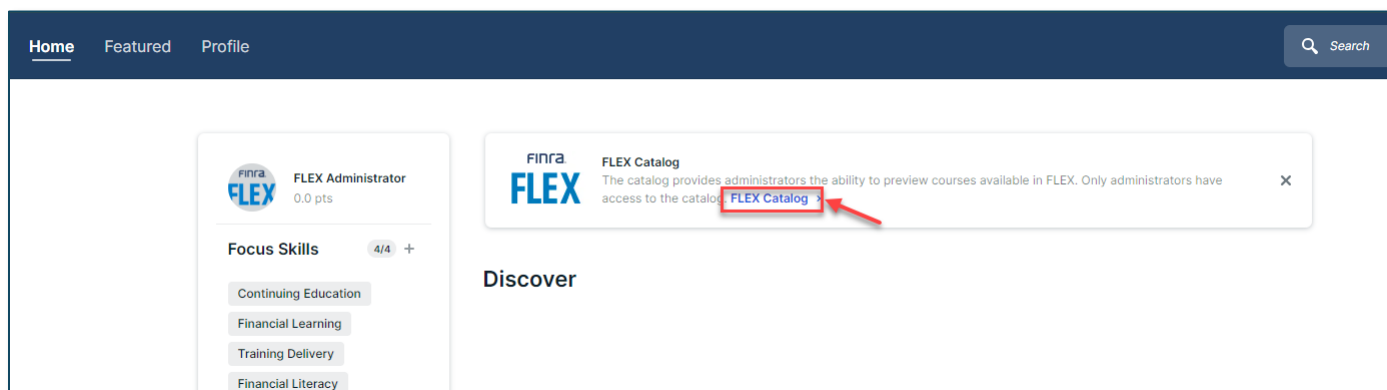 Home Featured Profile
Search
FINRA
FLEX
FLEX Administrator
0.0 pts
Focus Skills 4/4 +
Continuing Education
Financial Learning
Training Delivery
Financial Literacy
FINRA
FLEX
FLEX Catalog
The catalog provides administrators the ability to preview courses available in FLEX. Only administrators have
access to the catalog. FLEX Catalog >
Discover